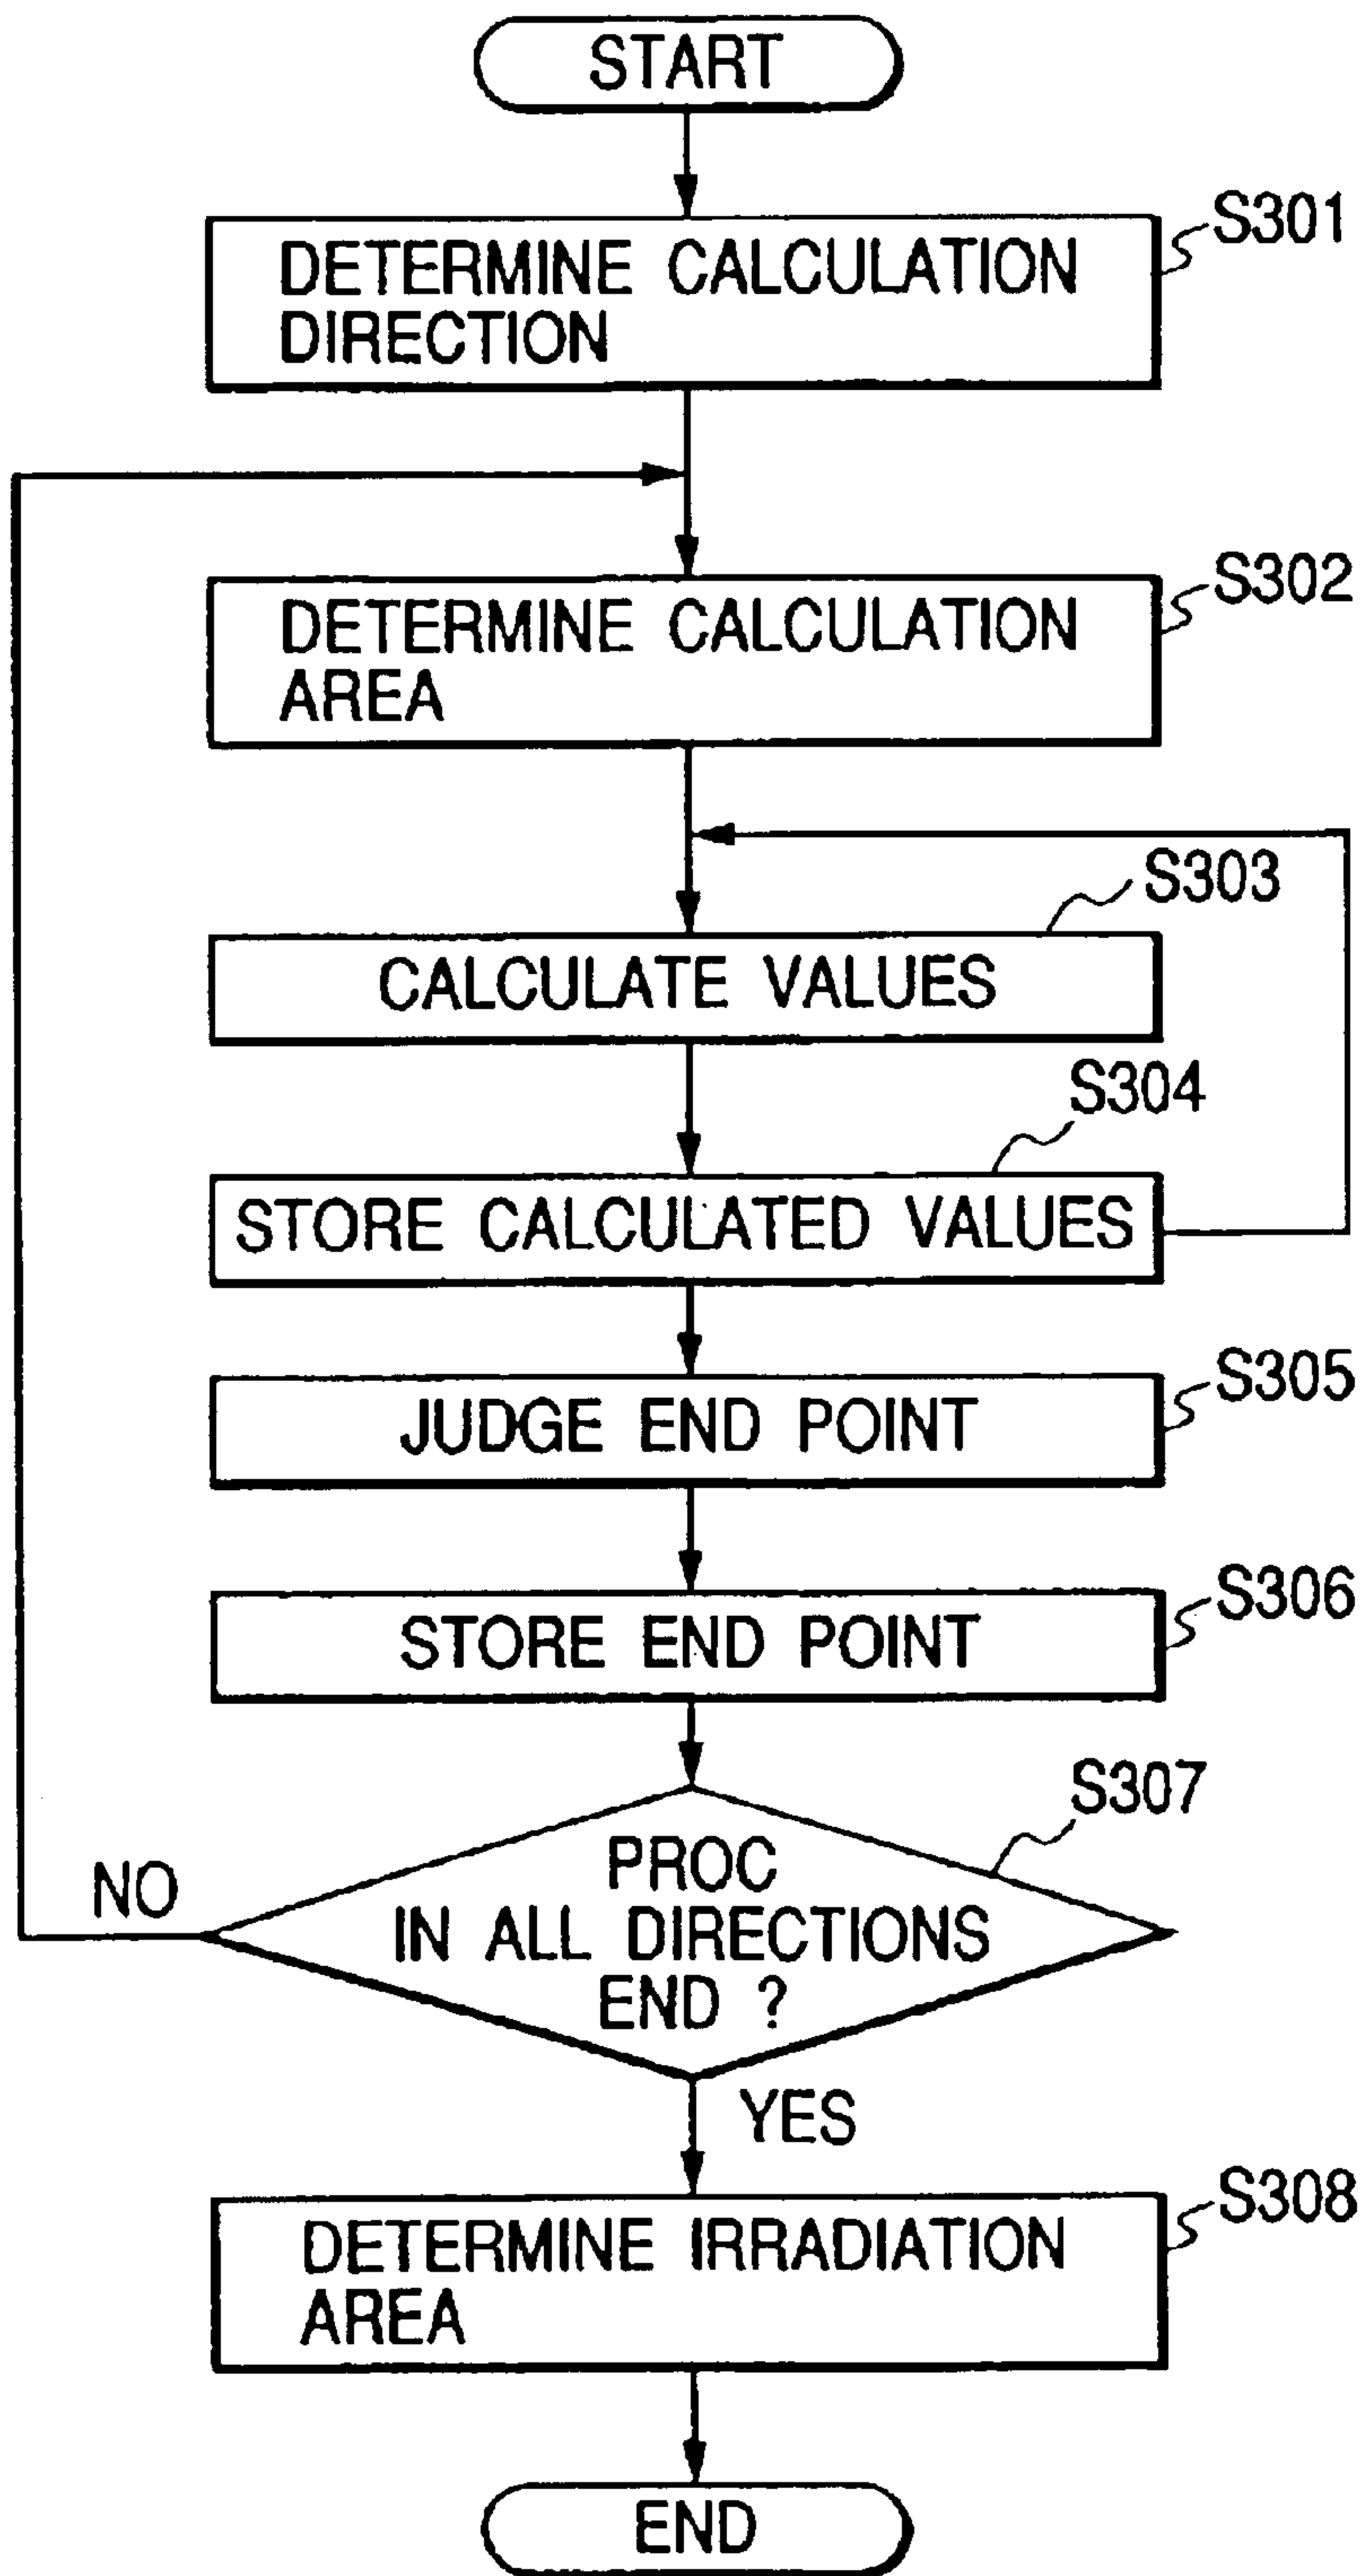 START
S301
DETERMINE CALCULATION
DIRECTION
S302
DETERMINE CALCULATION
AREA
S303
CALCULATE VALUES
S304
STORE CALCULATED VALUES
S305
JUDGE END POINT
S306
STORE END POINT
S307
PROC
IN ALL DIRECTIONS
END ?
NO
YES
S308
DETERMINE IRRADIATION
AREA
END